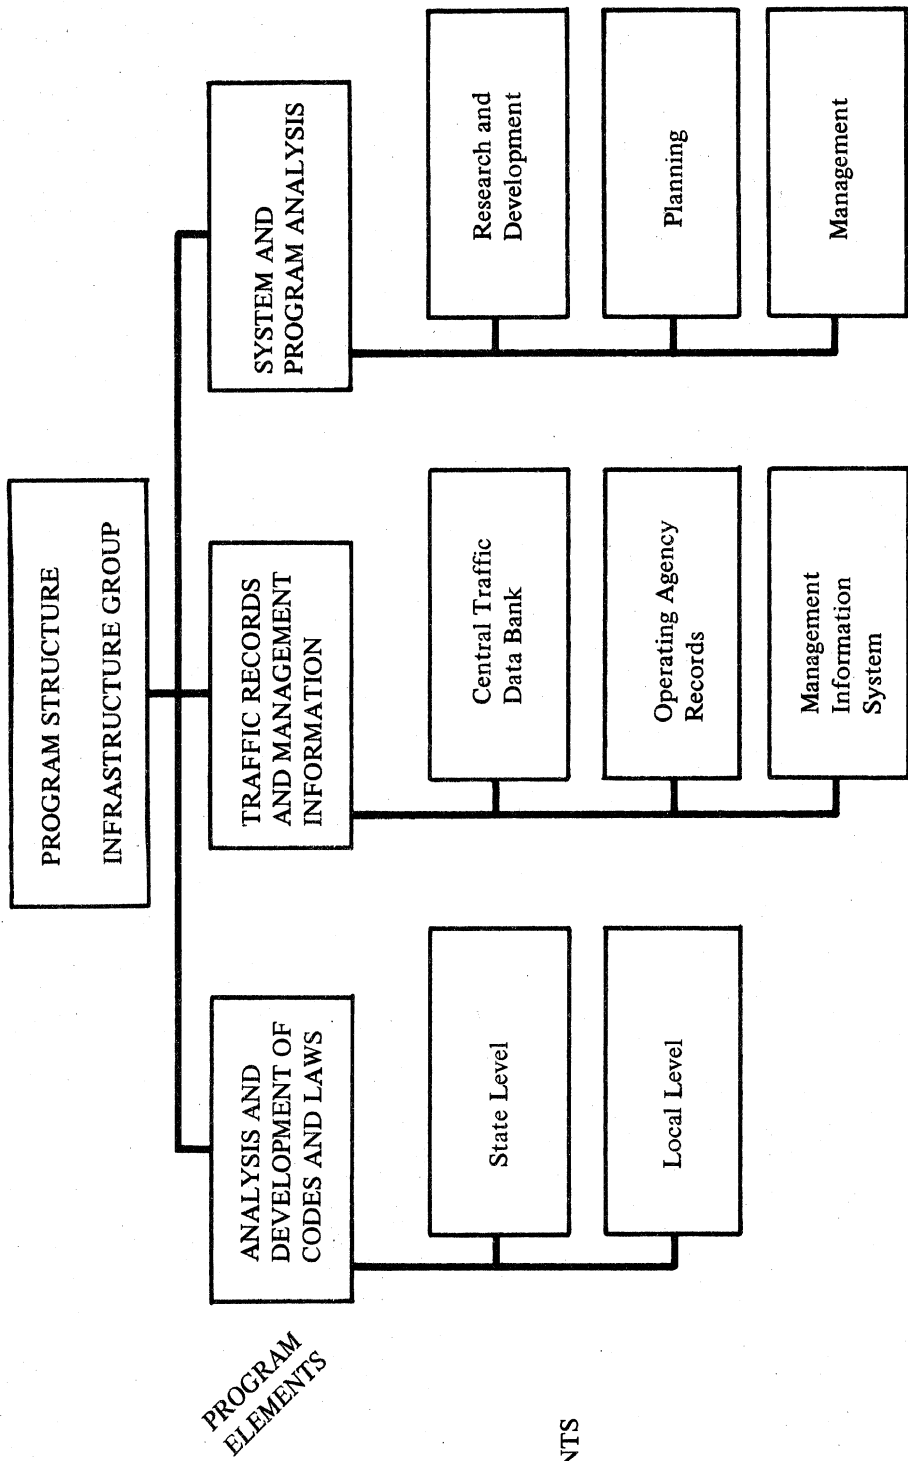 PROGRAM STRUCTURE
INFRASTRUCTURE GROUP
PROGRAM
ELEMENTS
ANALYSIS AND
DEVELOPMENT OF
CODES AND LAWS
TRAFFIC RECORDS
AND MANAGEMENT
INFORMATION
SYSTEM AND
PROGRAM ANALYSIS
NTS
State Level
Local Level
Central Traffic
Data Bank
Operating Agency
Records
Management
Information
System
Research and
Development
Planning
Management